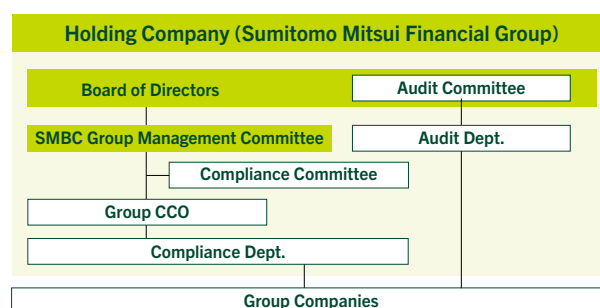 Holding Company (Sumitomo Mitsui Financial Group)
Board of Directors
Audit Committee
SMBC Group Management Committee
Audit Dept.
Compliance Committee
Group CCO
Compliance Dept.
Group Companies